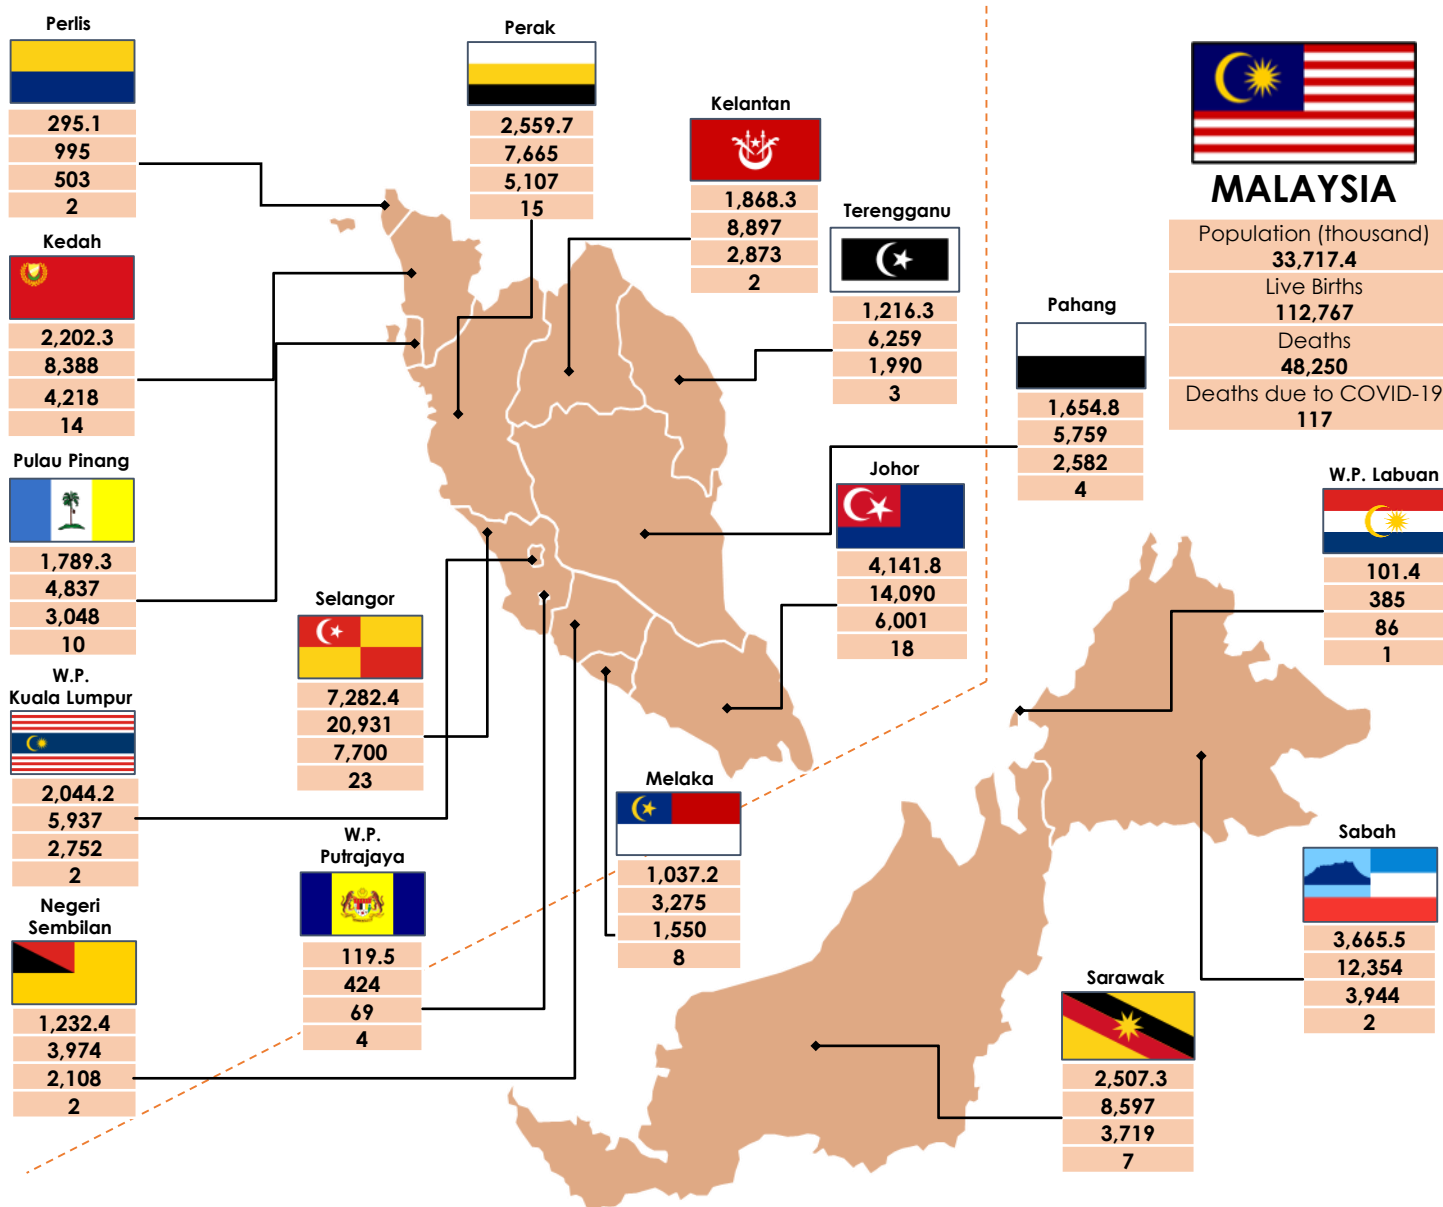 Perlis
295.1
995
503
2
Perak
2,559.7
7,665
5,107
15
Kelantan
1,868.3
8,897
2,873
2
Terengganu
1,216.3
6,259
1,990
3
MALAYSIA
Population (thousand)
33,717.4
Live Births
112,767
Deaths
48,250
Deaths due to COVID-19
117
Kedah
2,202.3
8,388
4,218
14
Pahang
1,654.8
5,759
2,582
4
Pulau Pinang
1,789.3
4,837
3,048
10
Johor
4,141.8
14,090
6,001
18
W.P. Labuan
101.4
385
86
1
Selangor
7,282.4
20,931
7,700
23
W.P.
Kuala Lumpur
2,044.2
5,937
2,752
2
Melaka
1,037.2
3,275
1,550
8
W.P.
Putrajaya
119.5
424
69
4
Sabah
3,665.5
12,354
3,944
2
Negeri
Sembilan
1,232.4
3,974
2,108
2
Sarawak
2,507.3
8,597
3,719
7